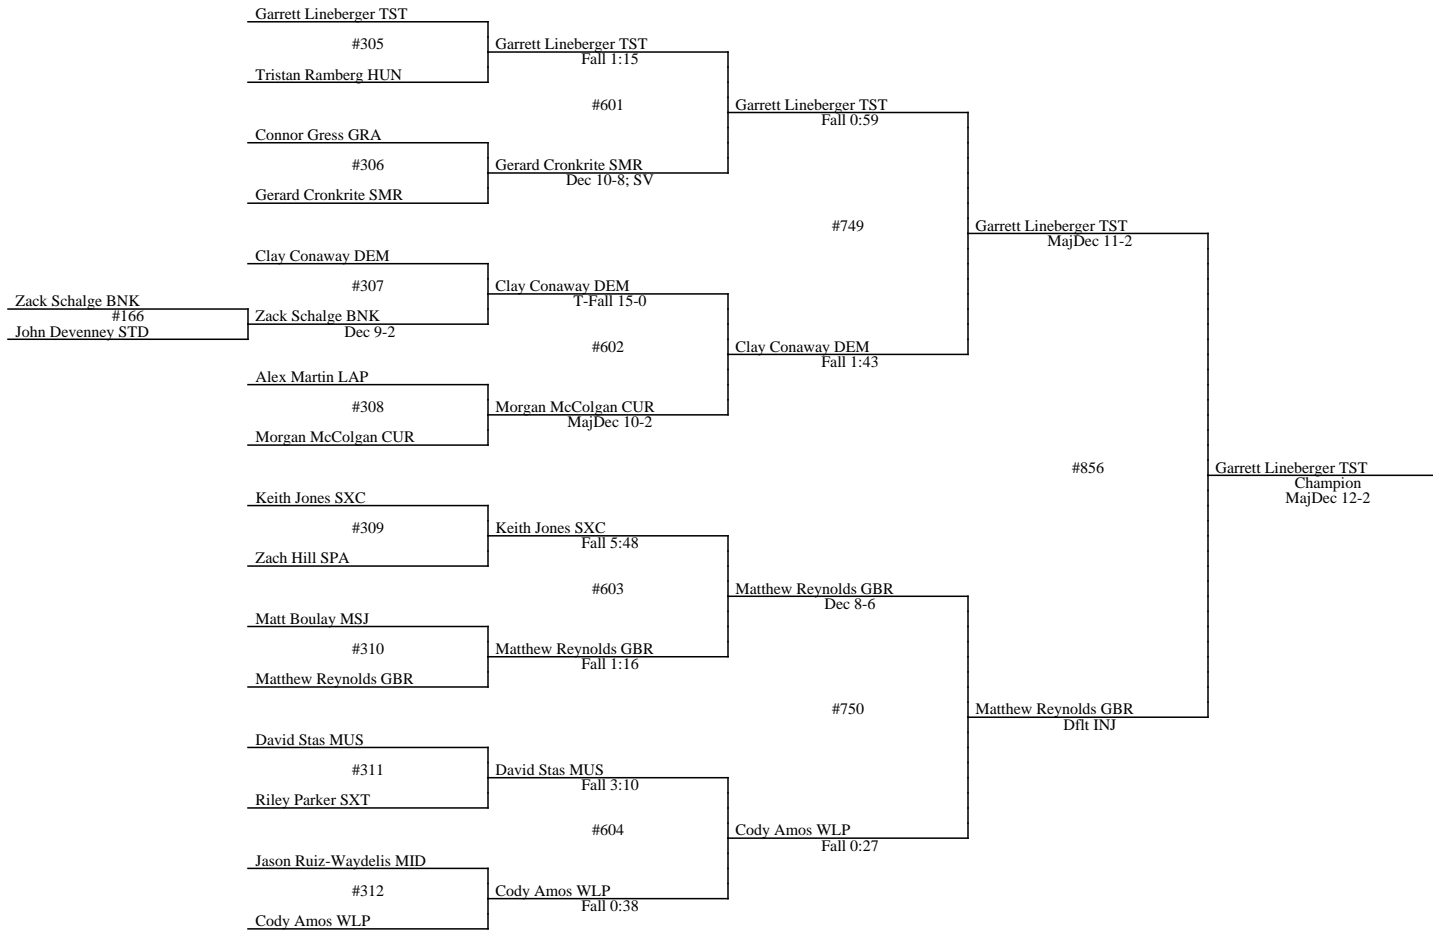 Garrett Lineberger TST
#305
Garrett Lineberger TST
Fall 1:15
Tristan Ramberg HUN
#601
Garrett Lineberger TST
Fall 0:59
Connor Gress GRA
#306
Gerard Cronkrite SMR
Dec 10-8; SV
Gerard Cronkrite SMR
#749
Garrett Lineberger TST
MajDec 11-2
Clay Conaway DEM
#307
Clay Conaway DEM
T-Fall 15-0
Zack Schalge BNK
#166
John Devenney STD
Zack Schalge BNK
Dec 9-2
#602
Clay Conaway DEM
Fall 1:43
Alex Martin LAP
#308
Morgan McColgan CUR
MajDec 10-2
Morgan McColgan CUR
#856
Garrett Lineberger TST
Champion
MajDec 12-2
Keith Jones SXC
#309
Keith Jones SXC
Fall 5:48
Zach Hill SPA
#603
Matthew Reynolds GBR
Dec 8-6
Matt Boulay MSJ
#310
Matthew Reynolds GBR
Fall 1:16
Matthew Reynolds GBR
#750
Matthew Reynolds GBR
Dflt INJ
David Stas MUS
#311
David Stas MUS
Fall 3:10
Riley Parker SXT
#604
Cody Amos WLP
Fall 0:27
Jason Ruiz-Waydelis MID
#312
Cody Amos WLP
Fall 0:38
Cody Amos WLP